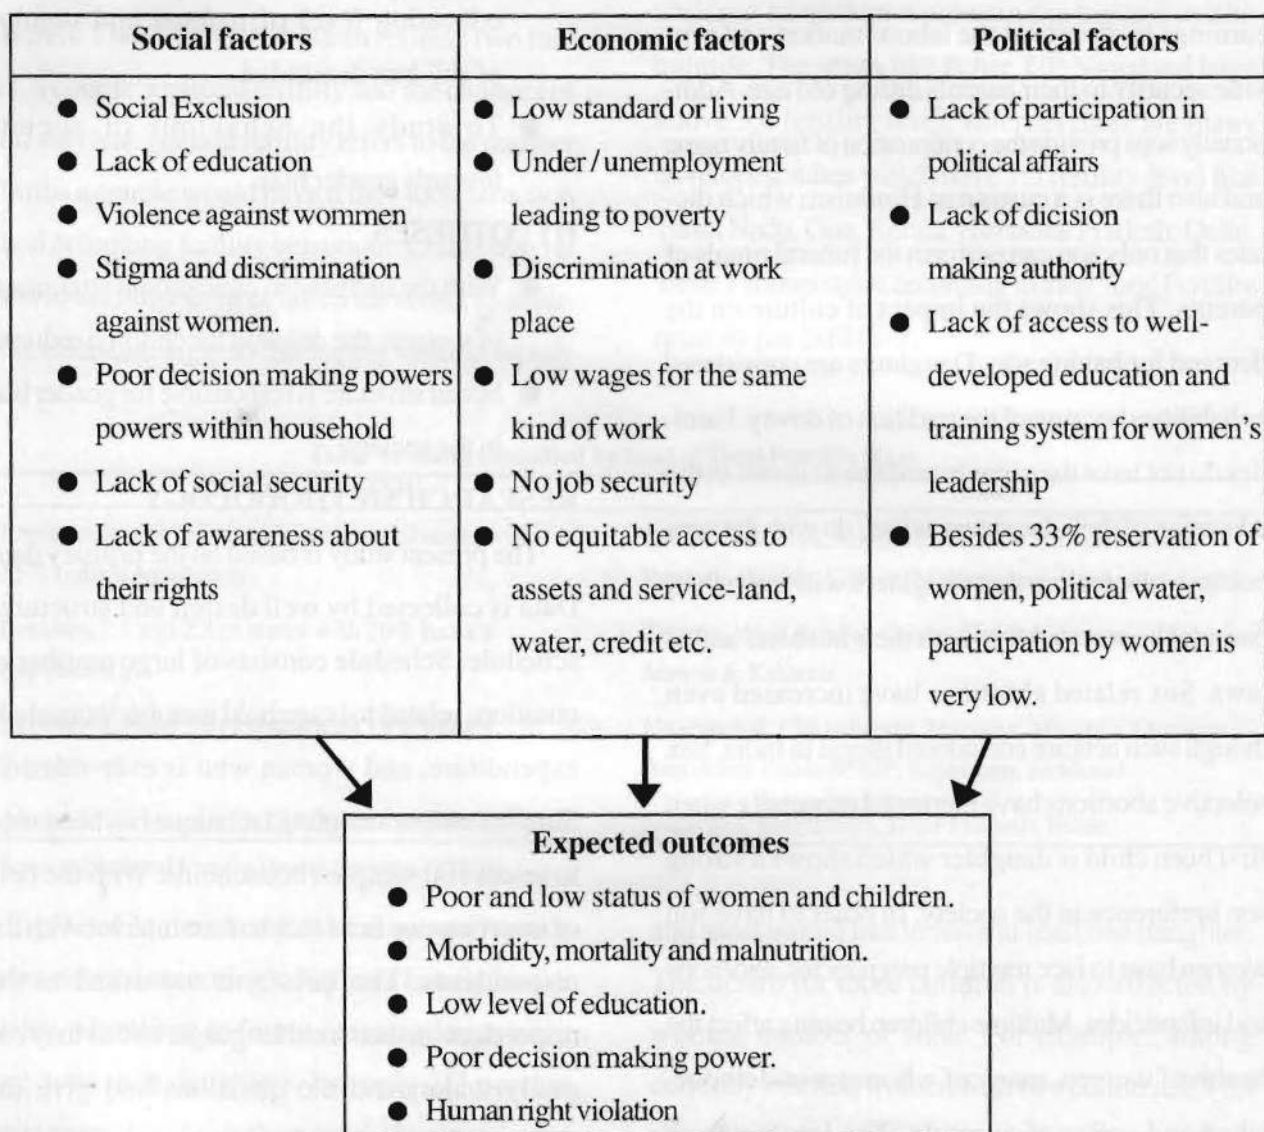 Social factors
Social Exclusion
Lack of education
Violence against wommen
Stigma and discrimination
against women.
Poor decision making powers
powers within household
Lack of social security
Lack of awareness about
their rights
Economic factors
Low standard or living
Under / unemployment
leading to poverty
Discrimination at work
place
Low wages for the same
kind of work
No job security
No equitable access to
assets and service-land,
water, credit etc.
Political factors
Lack of participation in
political affairs
Lack of dicision
making authority
Lack of access to well-
developed education and
training system for women's
leadership
Besides 33% reservation of
women, political water,
participation by women is
very low.
Expected outcomes
Poor and low status of women and children.
Morbidity, mortality and malnutrition.
Low level of education.
Poor decision making power.
Human right violation